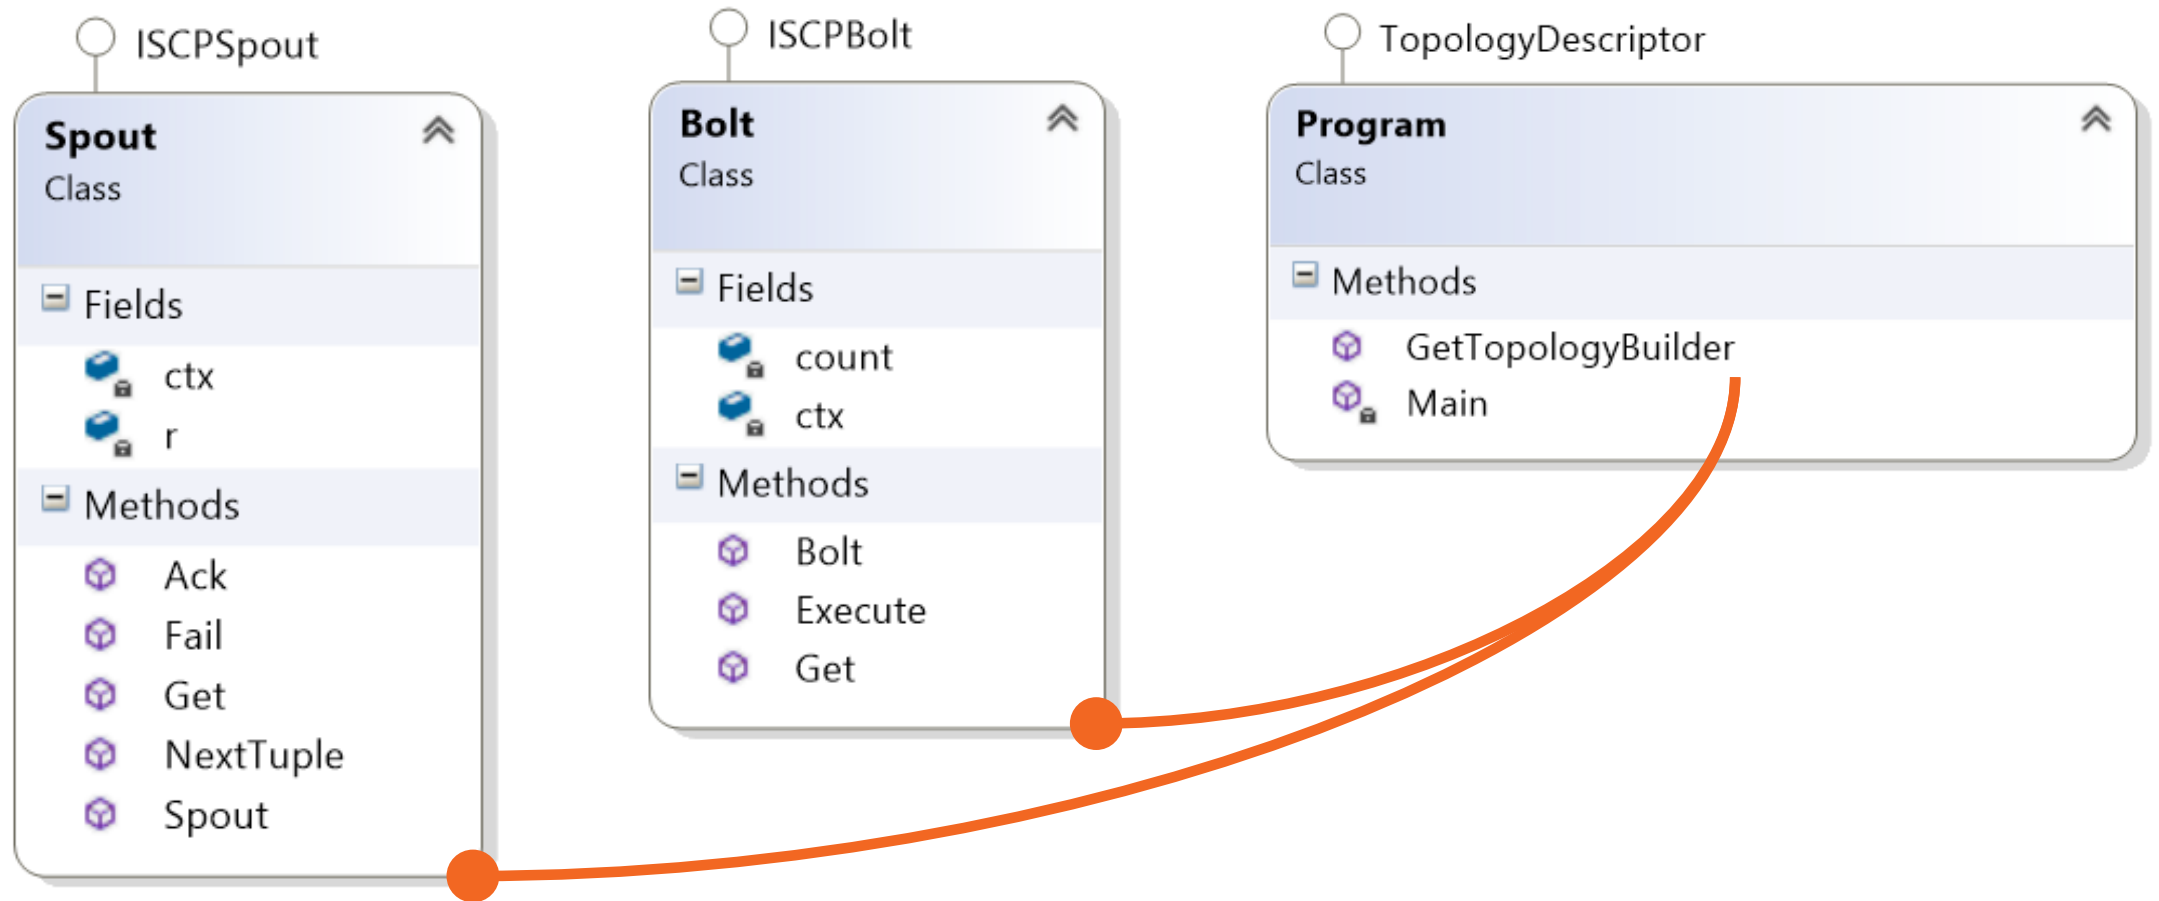 ISCPSpout
Spout
Class
Fields
ctx
r
Methods
Ack
Fail
Get
NextTuple
Spout
ISCPBolt
Bolt
Class
Fields
count
ctx
Methods
Bolt
Execute
Get
TopologyDescriptor
Program
Class
Methods
GetTopologyBuilder
Main